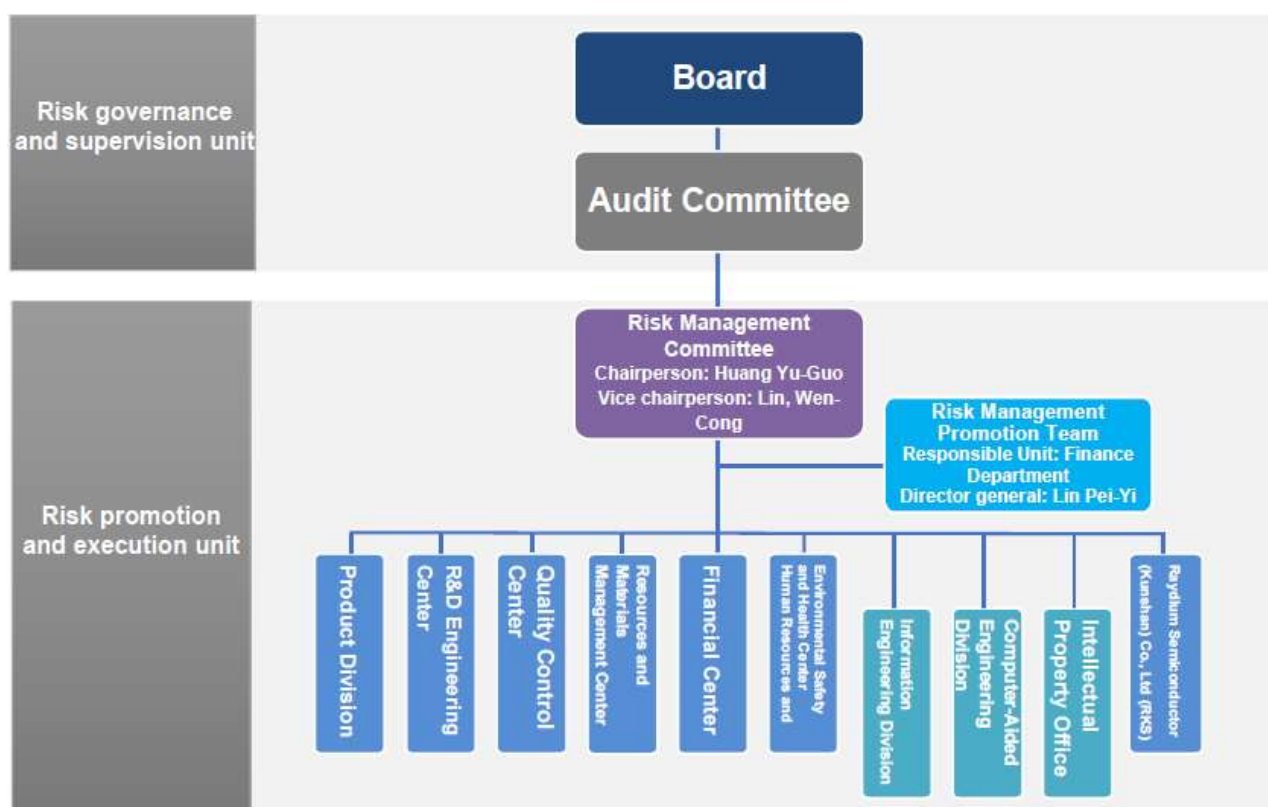 Risk governance
and supervision unit
Board
Audit Committee
Risk promotion
and execution unit
Risk Management
Committee
Chairperson: Huang Yu-Guo
Vice chairperson: Lin, Wen-
Cong
Risk Management
Promotion Team
Responsible Unit: Finance
Department
Director general: Lin Pei-Yi
Product Division
R&D Engineering
Center
Quality Control
Center
Resources and
Materials
Management Center
Financial Center
Environmental Safety
and Health Center
Human Resources and
Information
Engineering Division
Computer-Aided
Engineering
Division
Intellectual
Property Office
Raydium Semiconductor
(Kunshan) Co., Ltd (RKS)